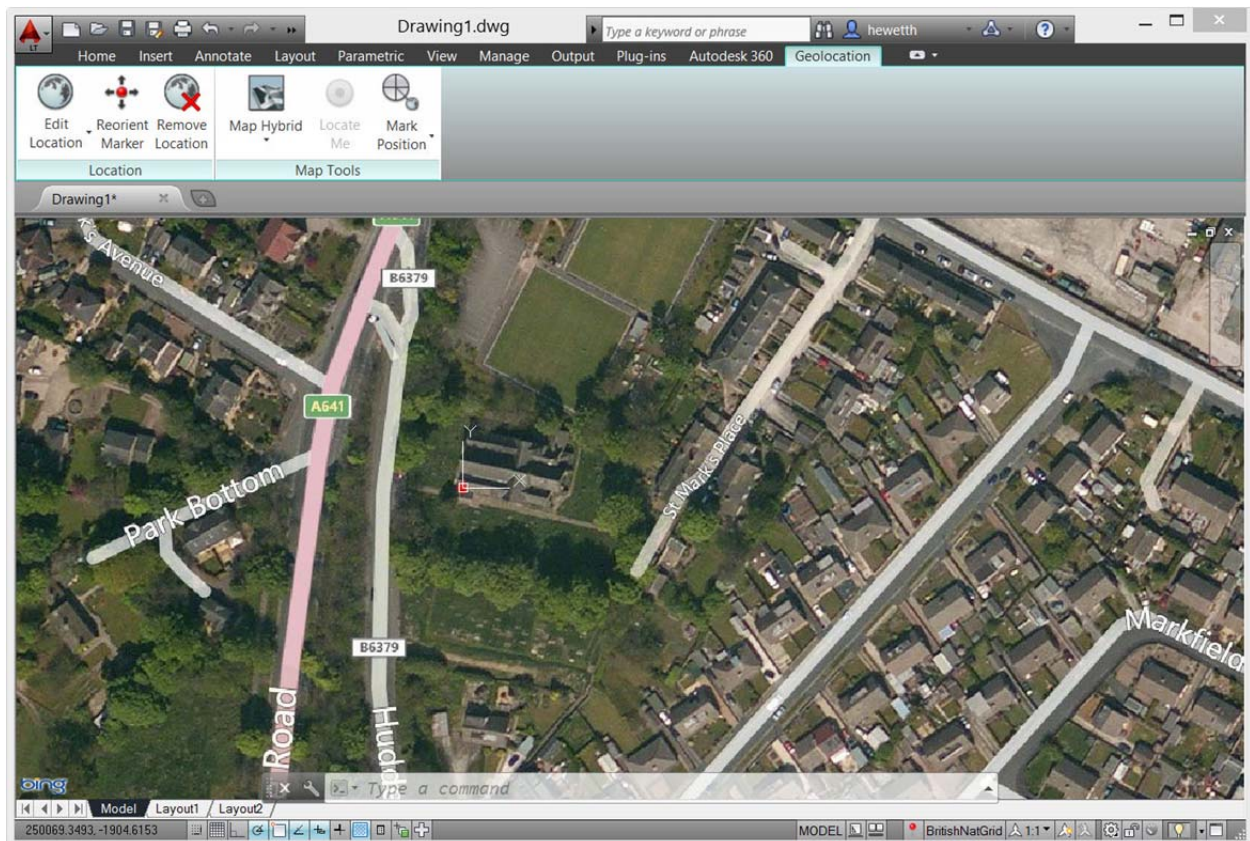 Drawing1.dwg
Type a keyword or phrase
hewetth
LT
Home Insert Annotate Layout Parametric View Manage Output Plug-ins Autodesk 360 Geolocation
Edit Location
Reorient Marker
Remove Location
Map Hybrid
Locate Me
Mark Position
Location
Map Tools
Drawing1*
Avenue
B6379
A641
Y
X
St Mark's Place
Park Bottom
B6379
Markfield
Road
Hudd
bing
Type a command
Model Layout1 Layout2
250069.3493, -1904.6153
MODEL
BritishNatGrid
1:1